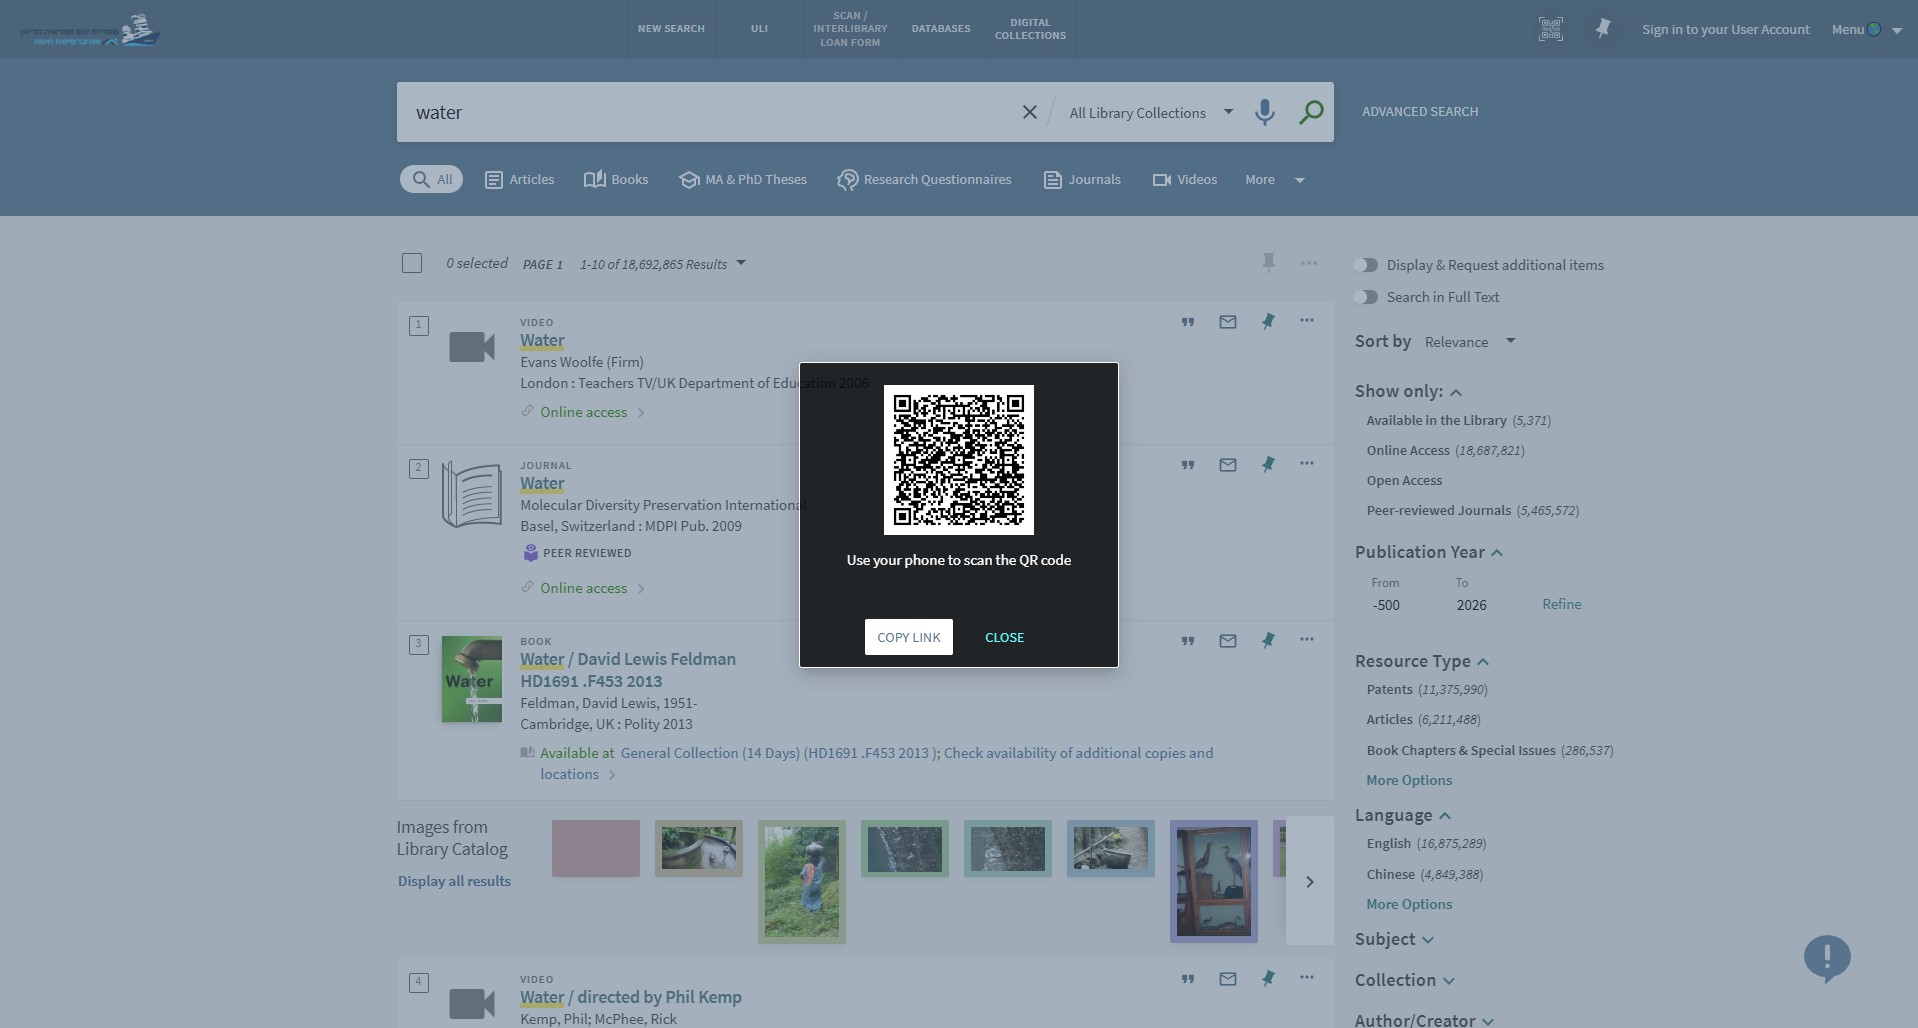 ספריית יונס וסוראיה נזריאן
אוניברסיטת חיפה
NEW SEARCH
ULI
SCAN /
INTERLIBRARY
LOAN FORM
DATABASES
DIGITAL
COLLECTIONS
Sign in to your User Account
Menu
water
All Library Collections
ADVANCED SEARCH
All
Articles
Books
MA & PhD Theses
Research Questionnaires
Journals
Videos
More
0 selected
PAGE 1
1-10 of 18,692,865 Results
Display & Request additional items
Search in Full Text
Sort by Relevance
Show only:
Available in the Library (5,371)
Online Access (18,687,821)
Open Access
Peer-reviewed Journals (5,465,572)
Publication Year
From To
-500 2026 Refine
Resource Type
Patents (11,375,990)
Articles (6,211,488)
Book Chapters & Special Issues (286,537)
More Options
Language
English (16,875,289)
Chinese (4,849,388)
More Options
Subject
Collection
Author/Creator
1
VIDEO
Water
Evans Woolfe (Firm)
London : Teachers TV/UK Department of Education 2006
Online access
2
JOURNAL
Water
Molecular Diversity Preservation International
Basel, Switzerland : MDPI Pub. 2009
PEER REVIEWED
Online access
3
Water
BOOK
Water / David Lewis Feldman
HD1691 .F453 2013
Feldman, David Lewis, 1951-
Cambridge, UK : Polity 2013
Available at General Collection (14 Days) (HD1691 .F453 2013 ); Check availability of additional copies and
locations
Images from
Library Catalog
Display all results
4
VIDEO
Water / directed by Phil Kemp
Kemp, Phil; McPhee, Rick
Use your phone to scan the QR code
COPY LINK
CLOSE